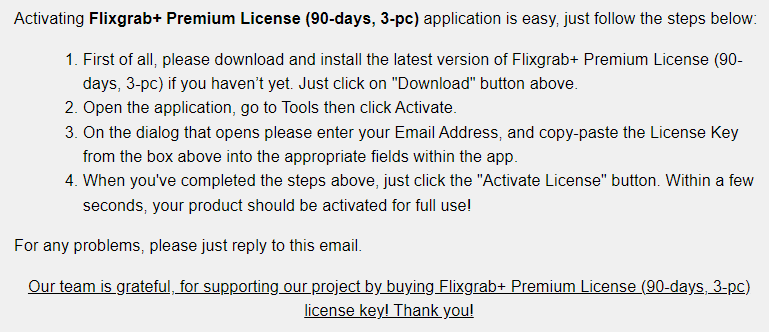 Activating Flixgrab+ Premium License (90-days, 3-pc) application is easy, just follow the steps below:
1. First of all, please download and install the latest version of Flixgrab+ Premium License (90-
days, 3-pc) if you haven’t yet. Just click on "Download" button above.
2. Open the application, go to Tools then click Activate.
3. On the dialog that opens please enter your Email Address, and copy-paste the License Key
from the box above into the appropriate fields within the app.
4. When you've completed the steps above, just click the "Activate License" button. Within a few
seconds, your product should be activated for full use!
For any problems, please just reply to this email.
Our team is grateful, for supporting our project by buying Flixgrab+ Premium License (90-days, 3-pc)
license key! Thank you!